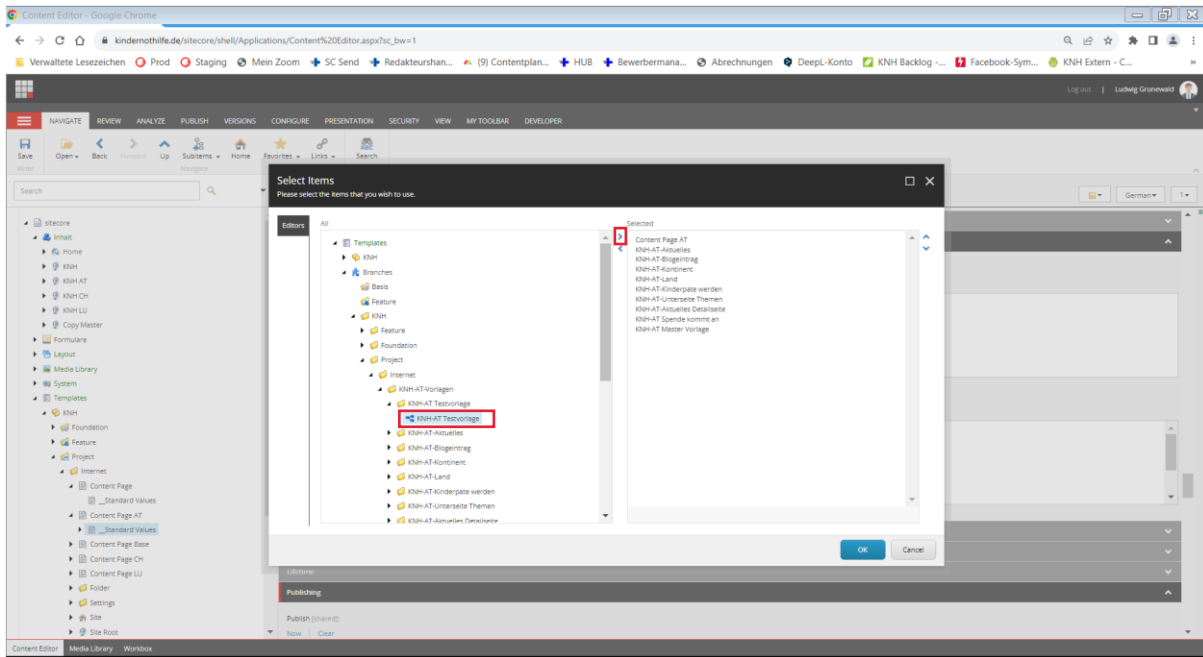 Content Editor - Google Chrome
kindernothilfe.de/sitecore/shell/Applications/Content%20Editor.aspx?sc_bw=1
Verwaltete Lesezeichen Prod Staging Mein Zoom SC Send Redakteurshan... (9) Contentplan... HUB Bewerbermana... Abrechnungen DeepL-Konto KNH Backlog -... Facebook-Sym... KNH Extern - C... »
Log out | Ludwig Grunewald
NAVIGATE REVIEW ANALYZE PUBLISH VERSIONS CONFIGURE PRESENTATION SECURITY VIEW MY TOOLBAR DEVELOPER
Save Open Back Forward Up Subitems Home Favorites Links Search
Write Navigate
Search
German 1
sitecore
Inhalt
Home
KNH
KNH AT
KNH CH
KNH LU
Copy Master
Formulare
Layout
Media Library
System
Templates
KNH
Foundation
Feature
Project
Internet
Content Page
__Standard Values
Content Page AT
__Standard Values
Content Page Base
Content Page CH
Content Page LU
Folder
Settings
Site
Site Root
Select Items
Please select the items that you wish to use.
Editors
All
Templates
KNH
Branches
Basis
Feature
KNH
Feature
Foundation
Project
Internet
KNH-AT-Vorlagen
KNH-AT Testvorlage
KNH-AT Testvorlage
KNH-AT-Aktuelles
KNH-AT-Blogeintrag
KNH-AT-Kontinent
KNH-AT-Land
KNH-AT-Kinderpate werden
KNH-AT-Unterseite Themen
KNH-AT-Aktuelles Detailseite
Selected
Content Page AT
KNH-AT-Aktuelles
KNH-AT-Blogeintrag
KNH-AT-Kontinent
KNH-AT-Land
KNH-AT-Kinderpate werden
KNH-AT-Unterseite Themen
KNH-AT-Aktuelles Detailseite
KNH-AT Spende kommt an
KNH-AT Master Vorlage
OK Cancel
Lifetime
Publishing
Publish [shared]:
Now | Clear
Content Editor Media Library Workbox